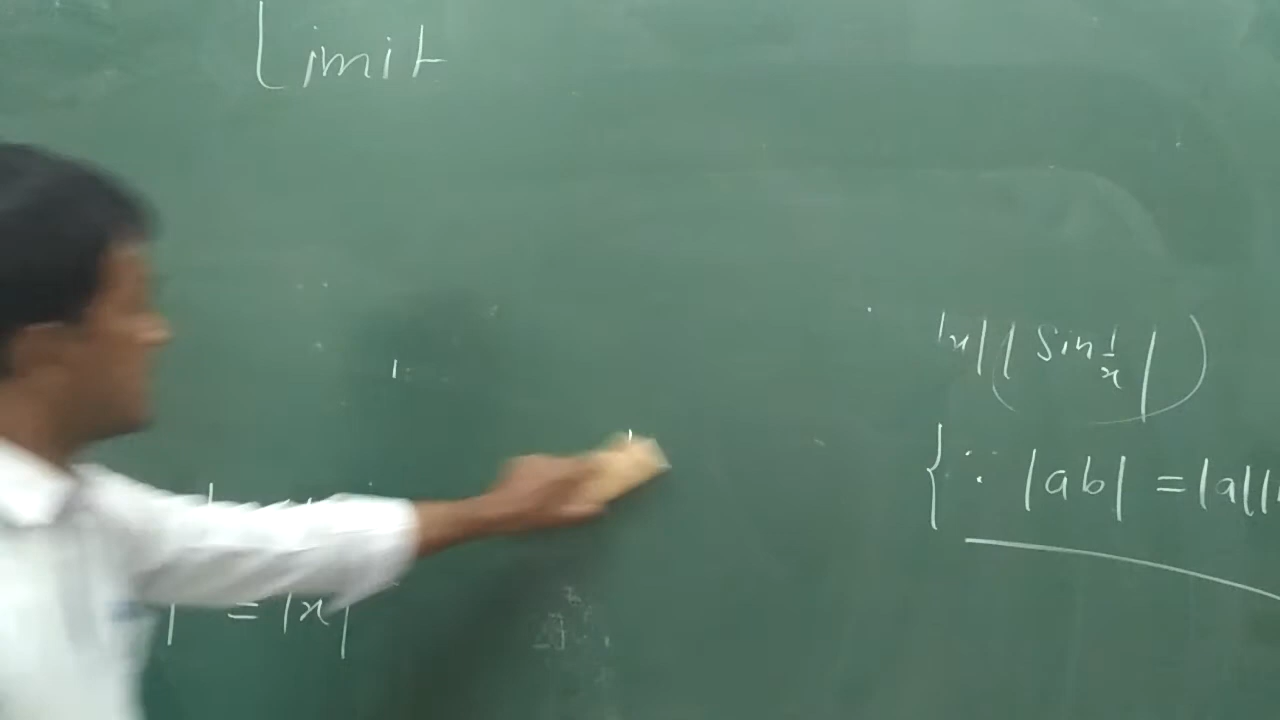 Limit
|x| | sin 1/x |
{ ∵ |ab| = |a||
| = |x|